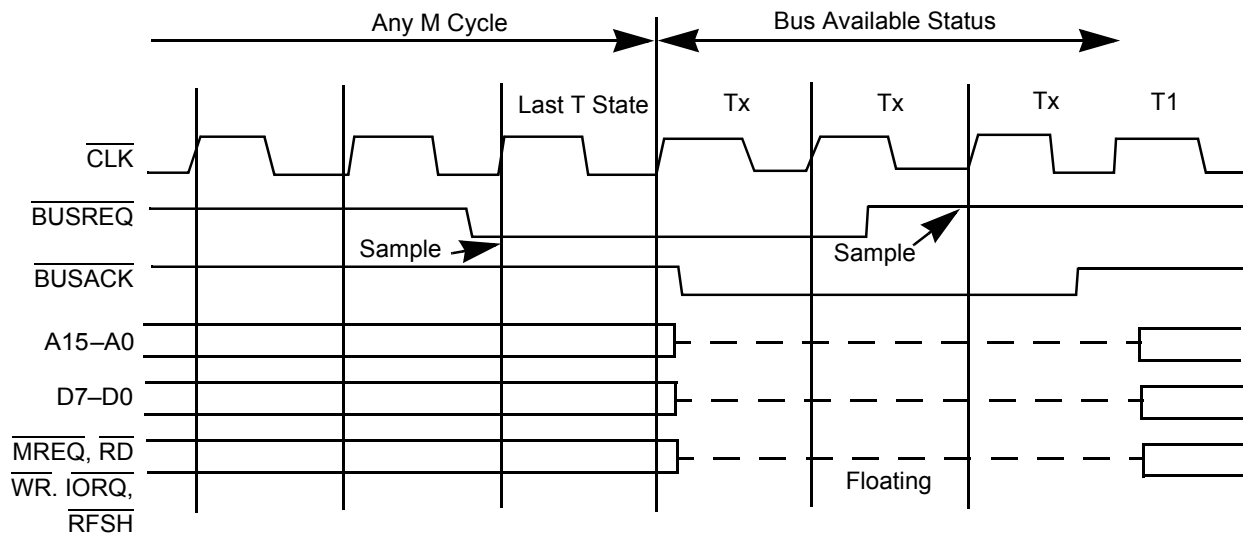 Any M Cycle
Bus Available Status
Last T State
Tx
Tx
Tx
T1
CLK
BUSREQ
Sample
Sample
BUSACK
A15–A0
D7–D0
MREQ, RD
WR. IORQ,
RFSH
Floating